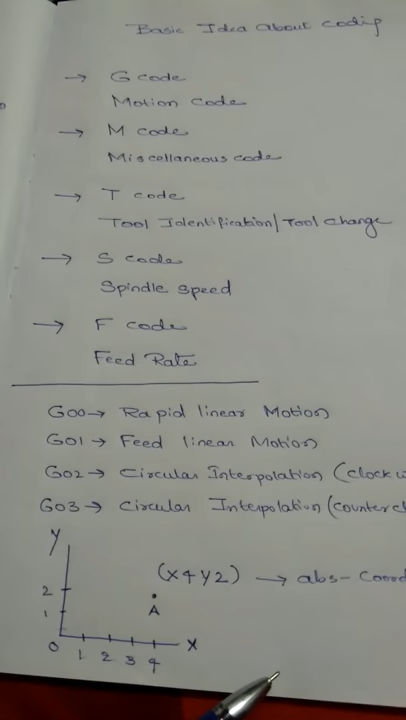 Basic Idea about coding
→ G code
Motion Code
→ M code
Miscellaneous code
→ T code
Tool Identification/Tool change
→ S code
Spindle speed
→ F code
Feed Rate
G00→ Rapid linear Motion
G01→ Feed linear Motion
G02→ Circular Interpolation (clock w
G03→ Circular Interpolation (counter cl
Y
(X4Y2) → abs-Coord
2
1
A
0 1 2 3 4 X